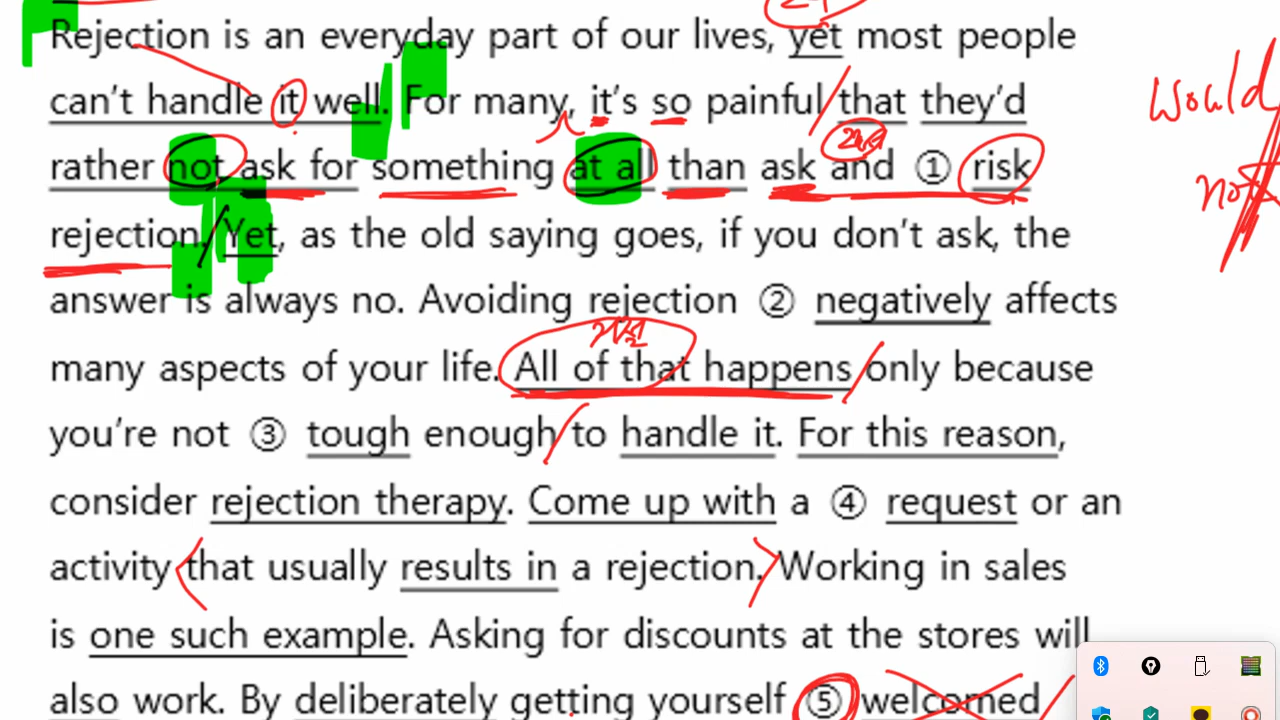 Rejection is an everyday part of our lives, yet most people
can't handle it well. For many, it's so painful that they'd
rather not ask for something at all than ask and ① risk
rejection. Yet, as the old saying goes, if you don't ask, the
answer is always no. Avoiding rejection ② negatively affects
many aspects of your life. All of that happens only because
you're not ③ tough enough to handle it. For this reason,
consider rejection therapy. Come up with a ④ request or an
activity that usually results in a rejection. Working in sales
is one such example. Asking for discounts at the stores will
also work. By deliberately getting yourself ⑤ welcomed
Would
not